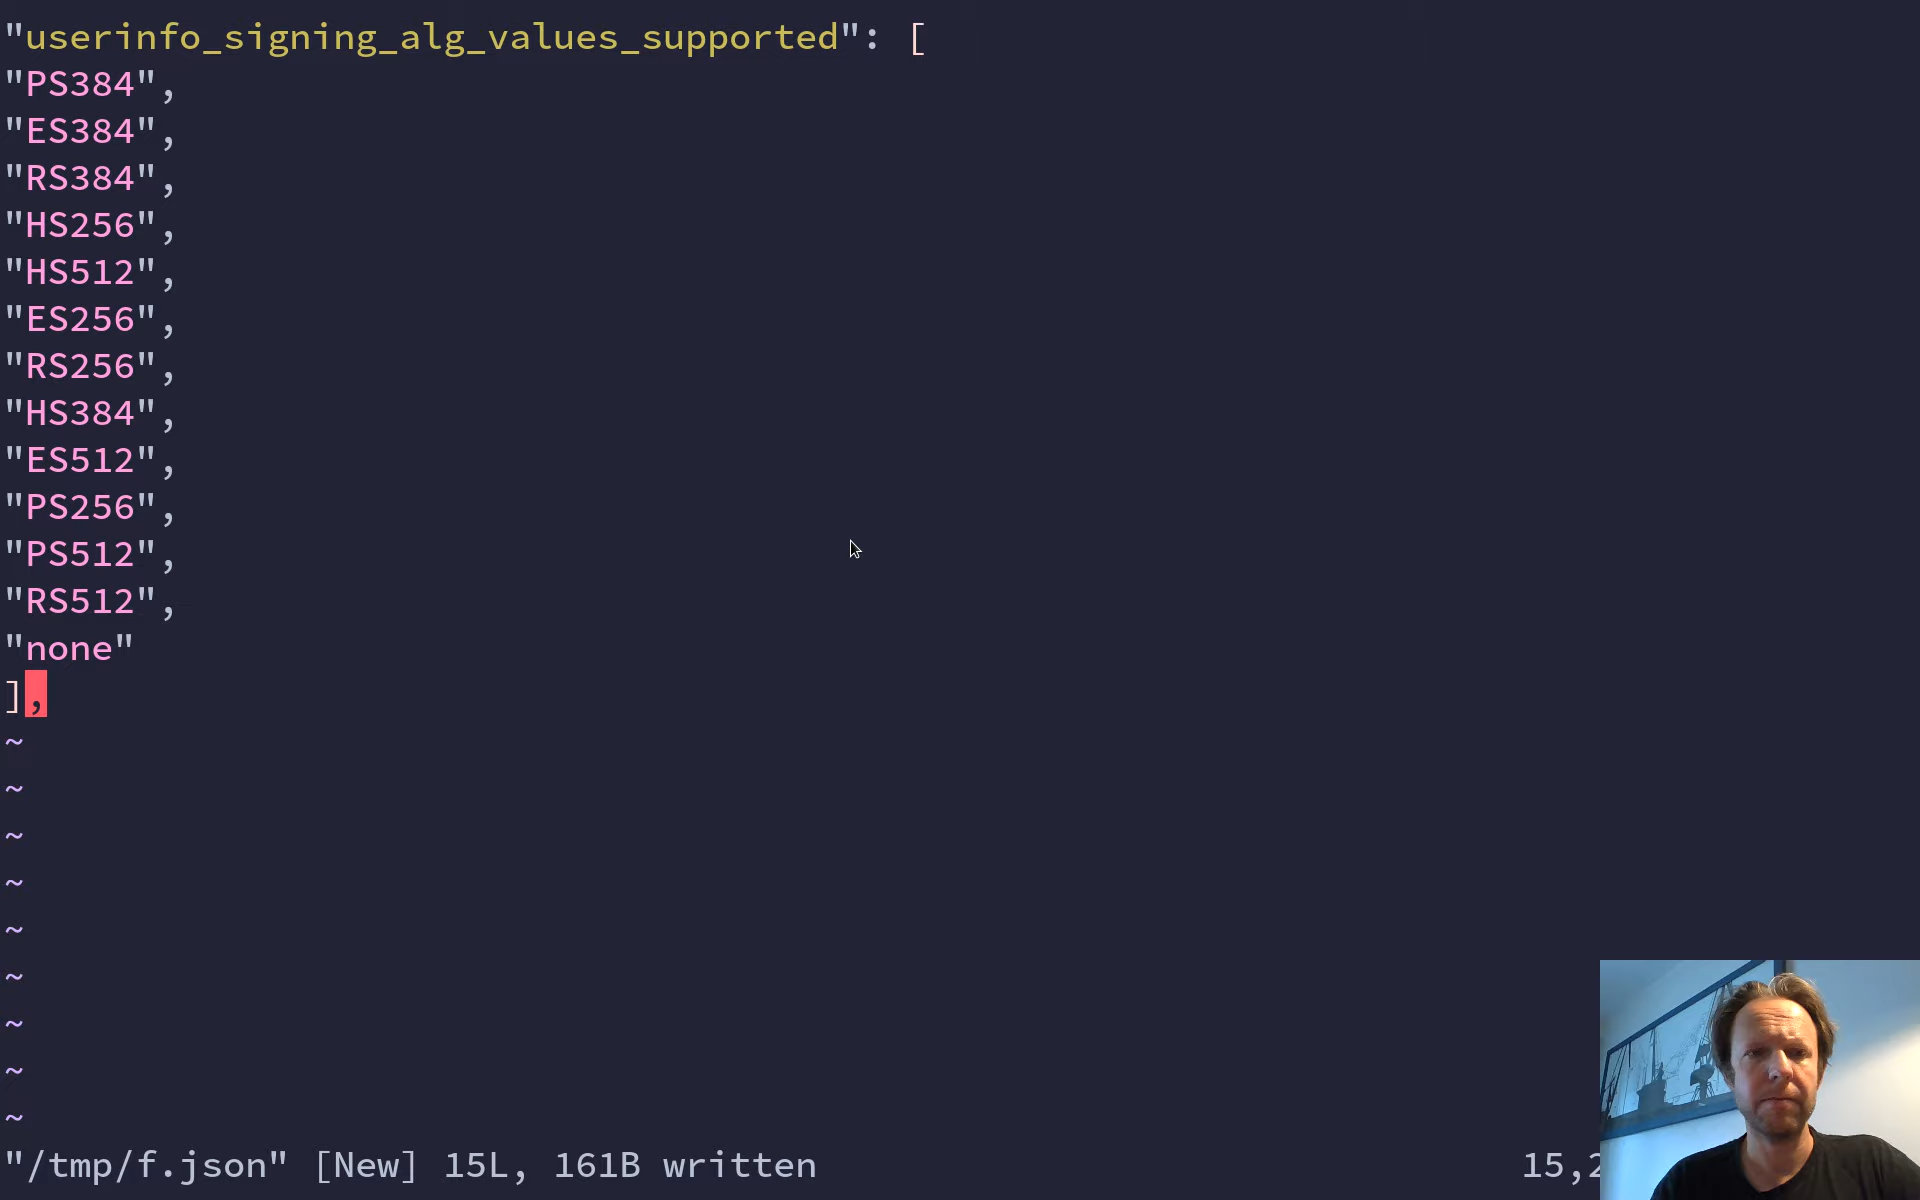 "userinfo_signing_alg_values_supported": [
"PS384",
"ES384",
"RS384",
"HS256",
"HS512",
"ES256",
"RS256",
"HS384",
"ES512",
"PS256",
"PS512",
"RS512",
"none"
],
~
~
~
~
~
~
~
~
~
"/tmp/f.json" [New] 15L, 161B written 15,2